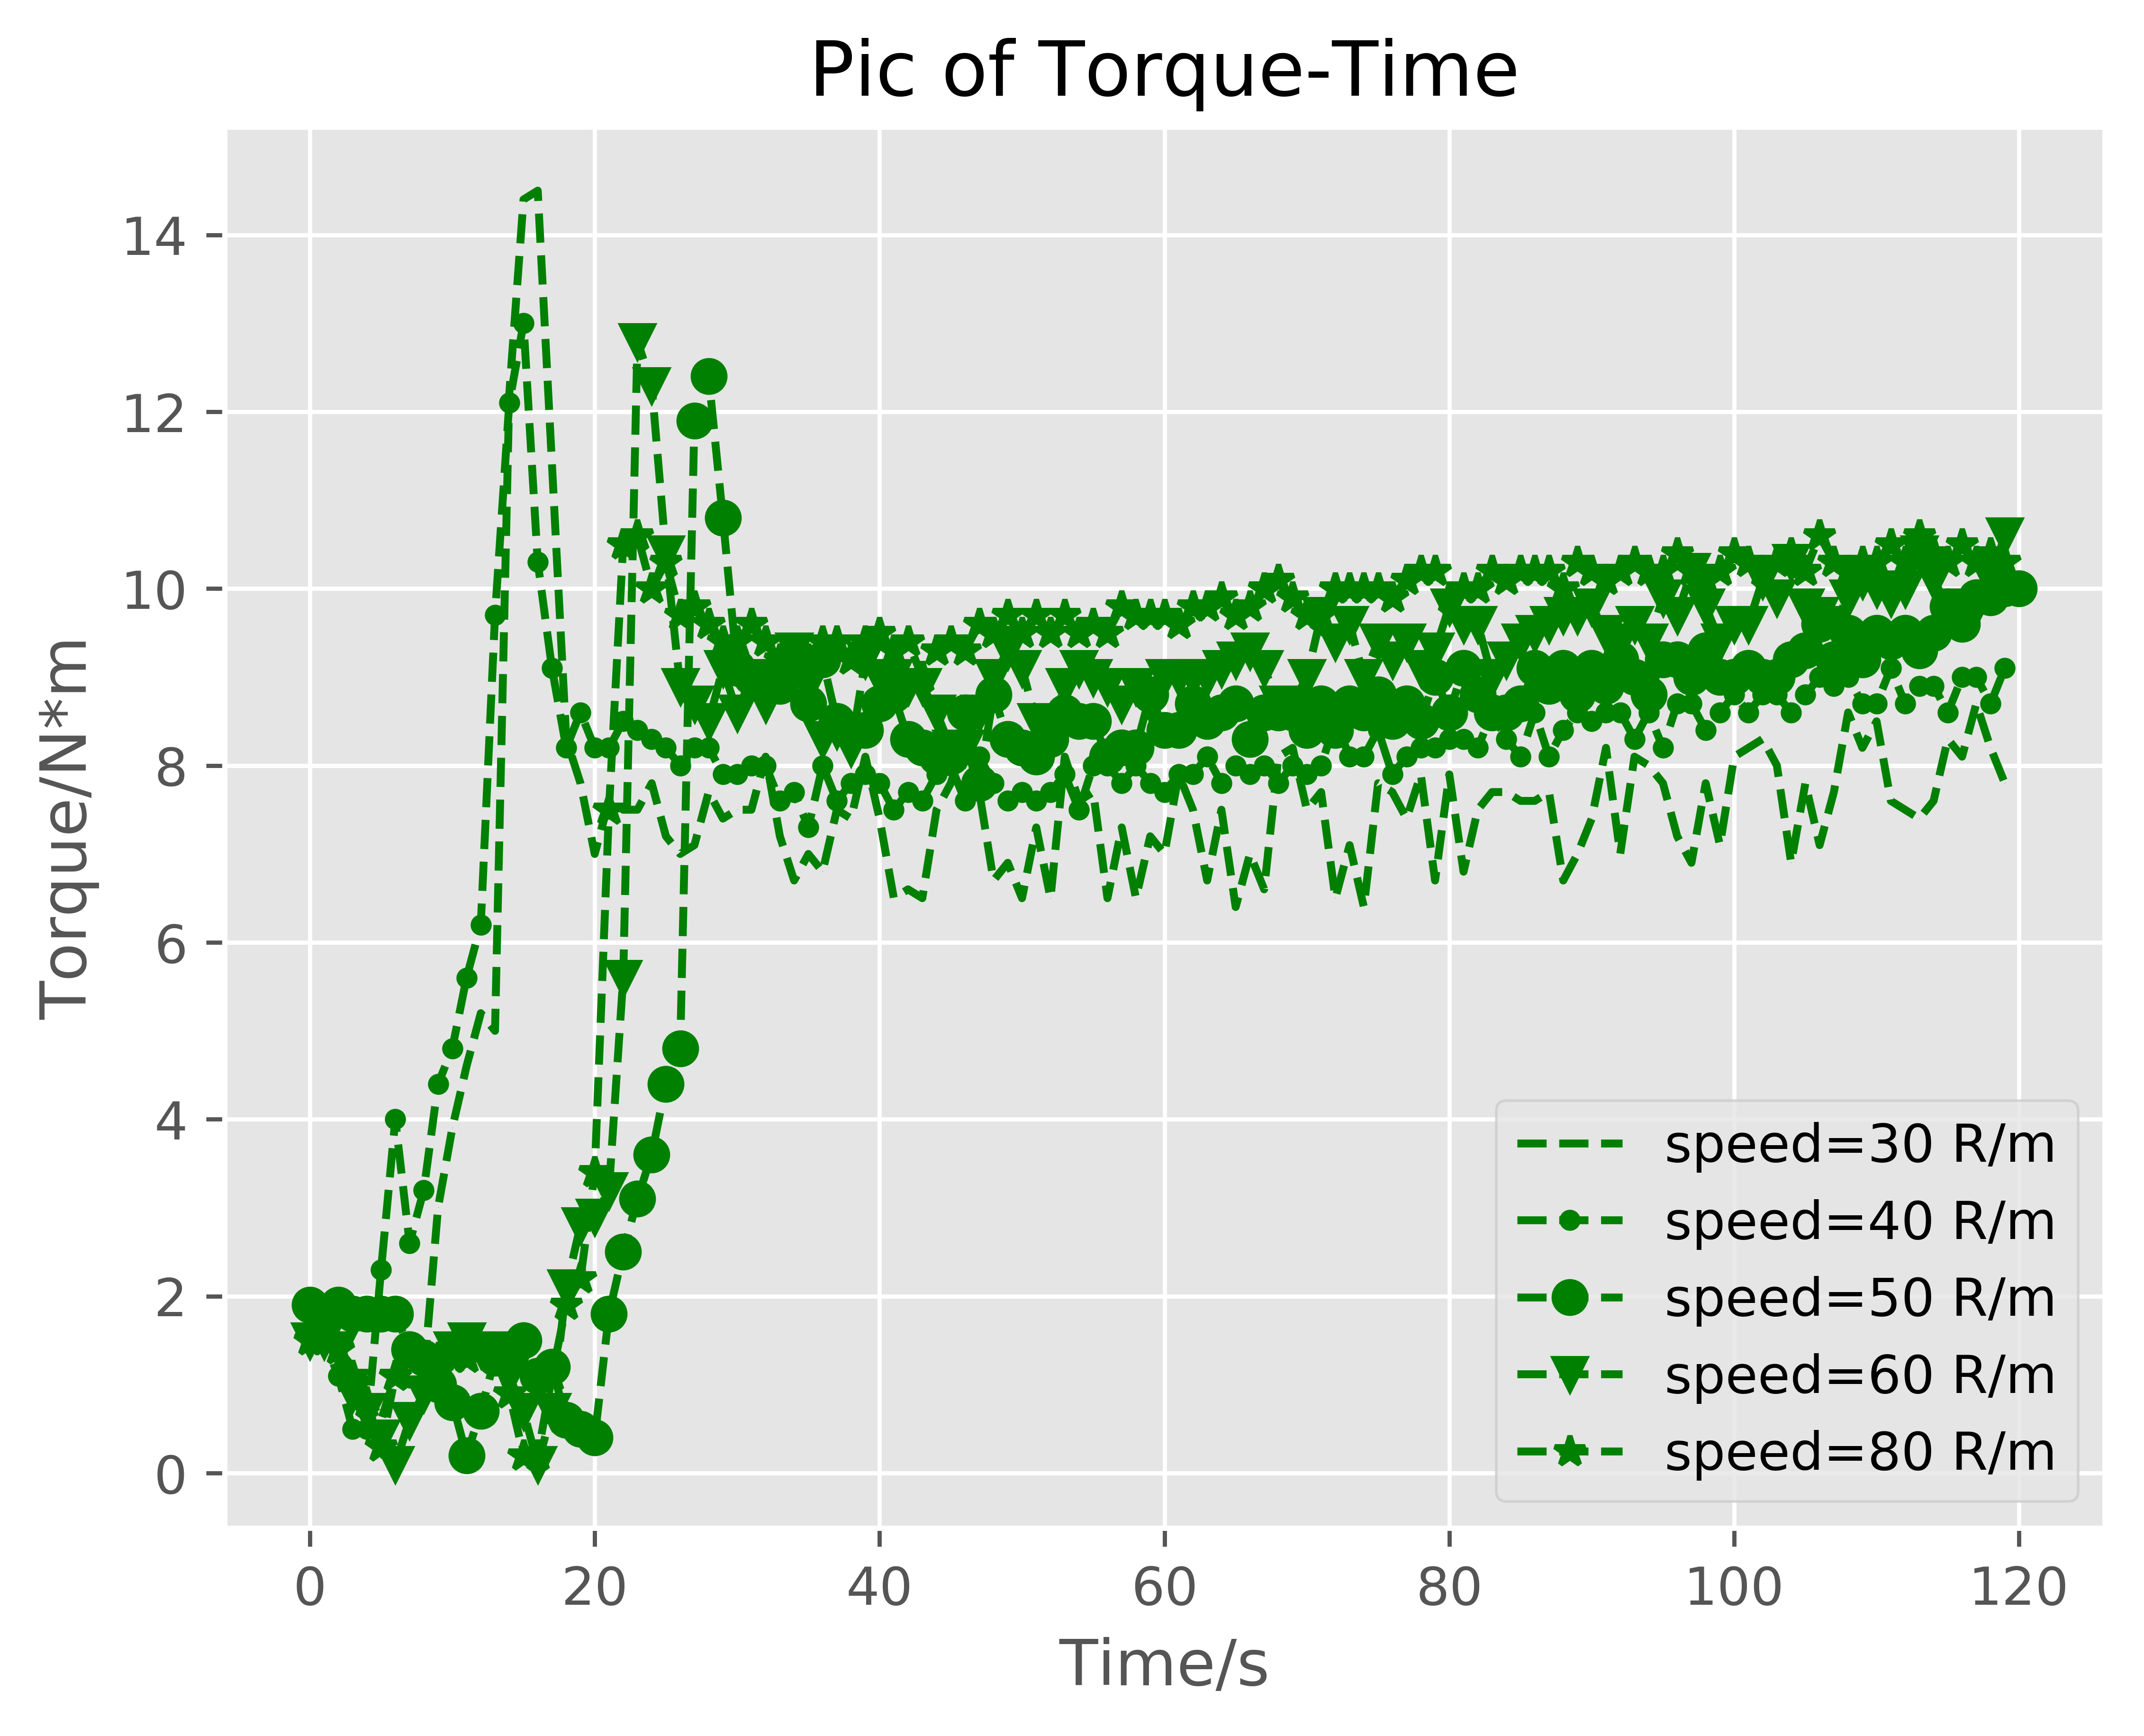 Pic of Torque-Time
Torque/N*m
14
12
10
8
6
4
2
0
speed=30 R/m
speed=40 R/m
speed=50 R/m
speed=60 R/m
speed=80 R/m
0 20 40 60 80 100 120
Time/s